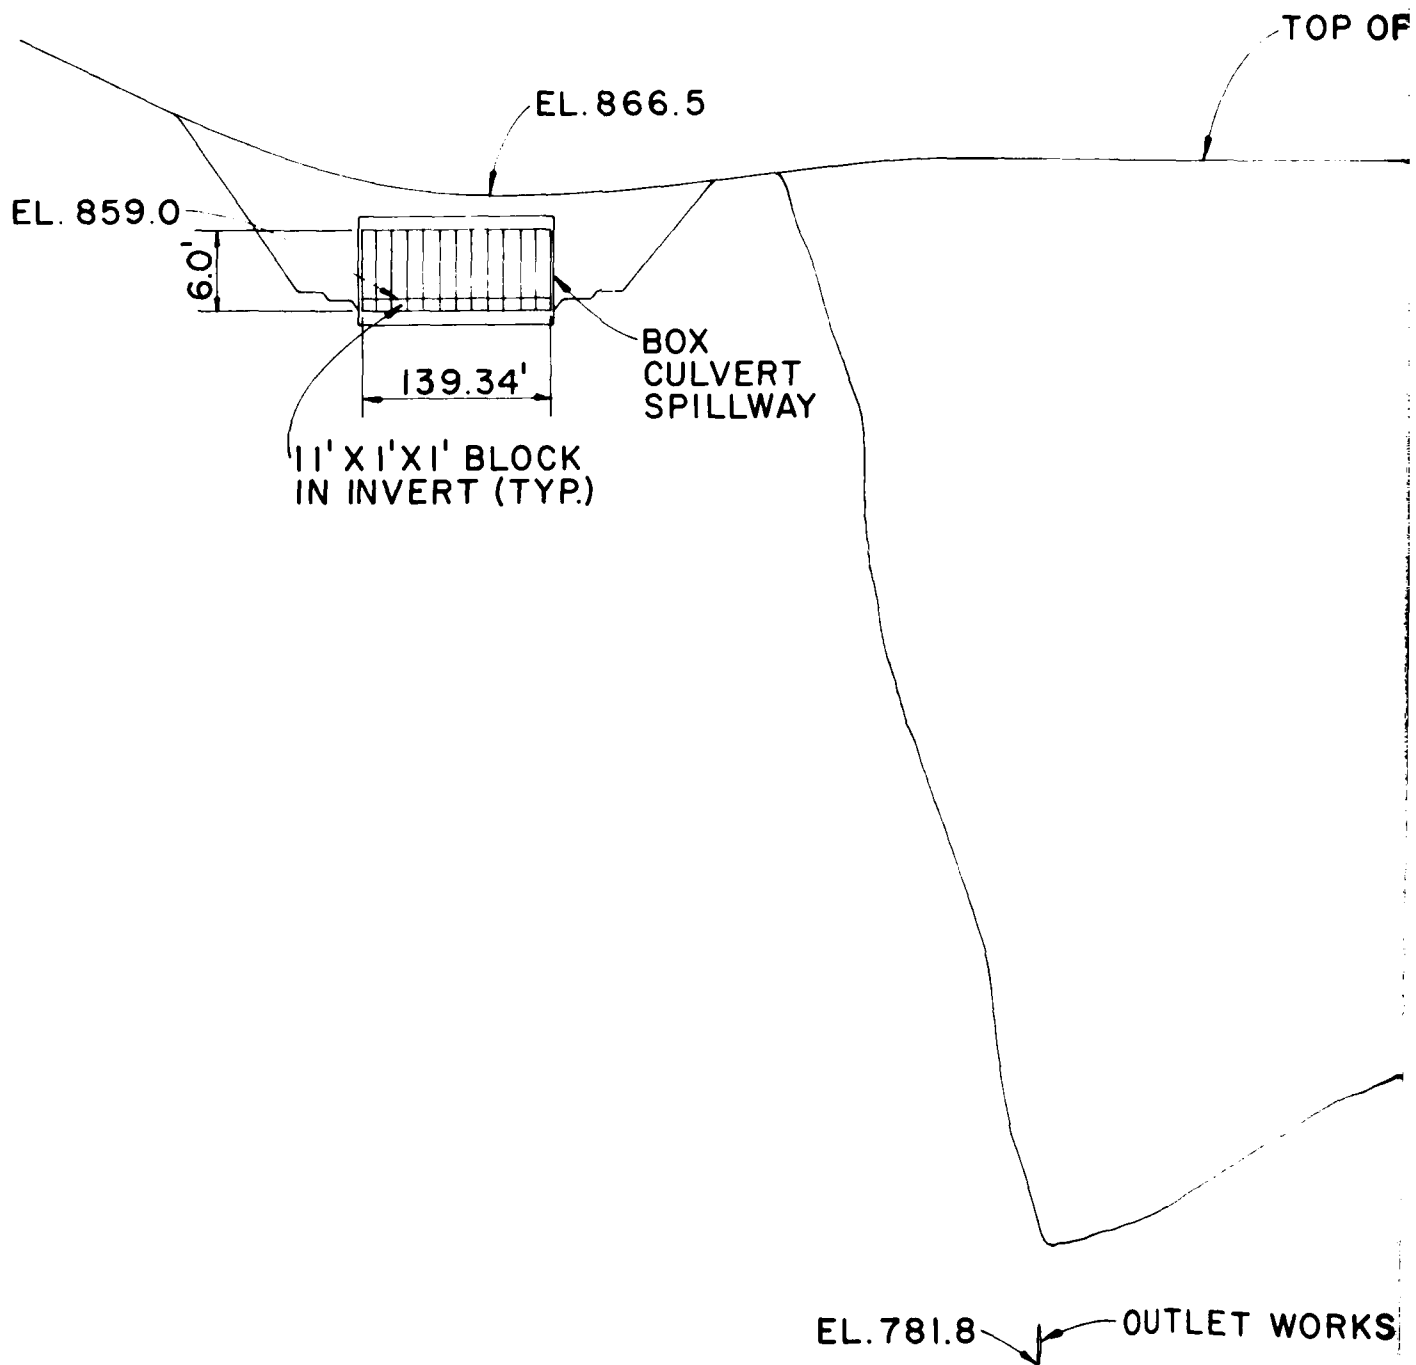 TOP OF
EL. 866.5
EL. 859.0
6.0'
BOX
CULVERT
SPILLWAY
139.34'
11' X 1' X 1' BLOCK
IN INVERT (TYP.)
EL. 781.8
OUTLET WORKS